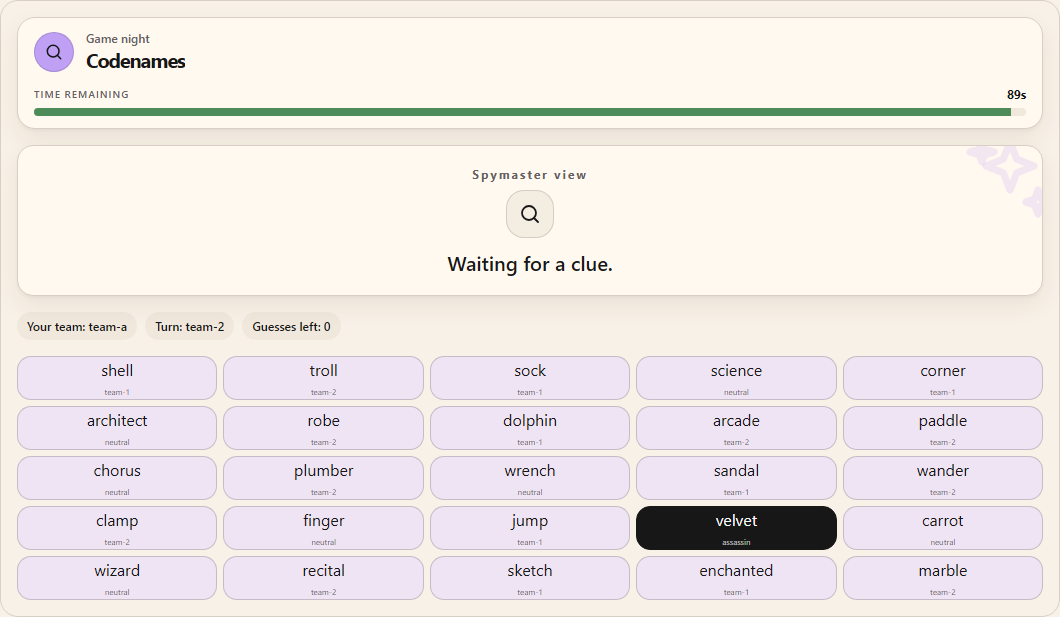 Game night
Codenames
TIME REMAINING 89s
Spymaster view
Waiting for a clue.
Your team: team-a Turn: team-2 Guesses left: 0
shell troll sock science corner
team-1 team-2 team-1 neutral team-1
architect robe dolphin arcade paddle
neutral team-2 team-1 team-2 team-2
chorus plumber wrench sandal wander
neutral team-2 neutral team-1 team-2
clamp finger jump velvet carrot
team-2 neutral team-1 assassin neutral
wizard recital sketch enchanted marble
neutral team-2 team-1 team-1 team-2